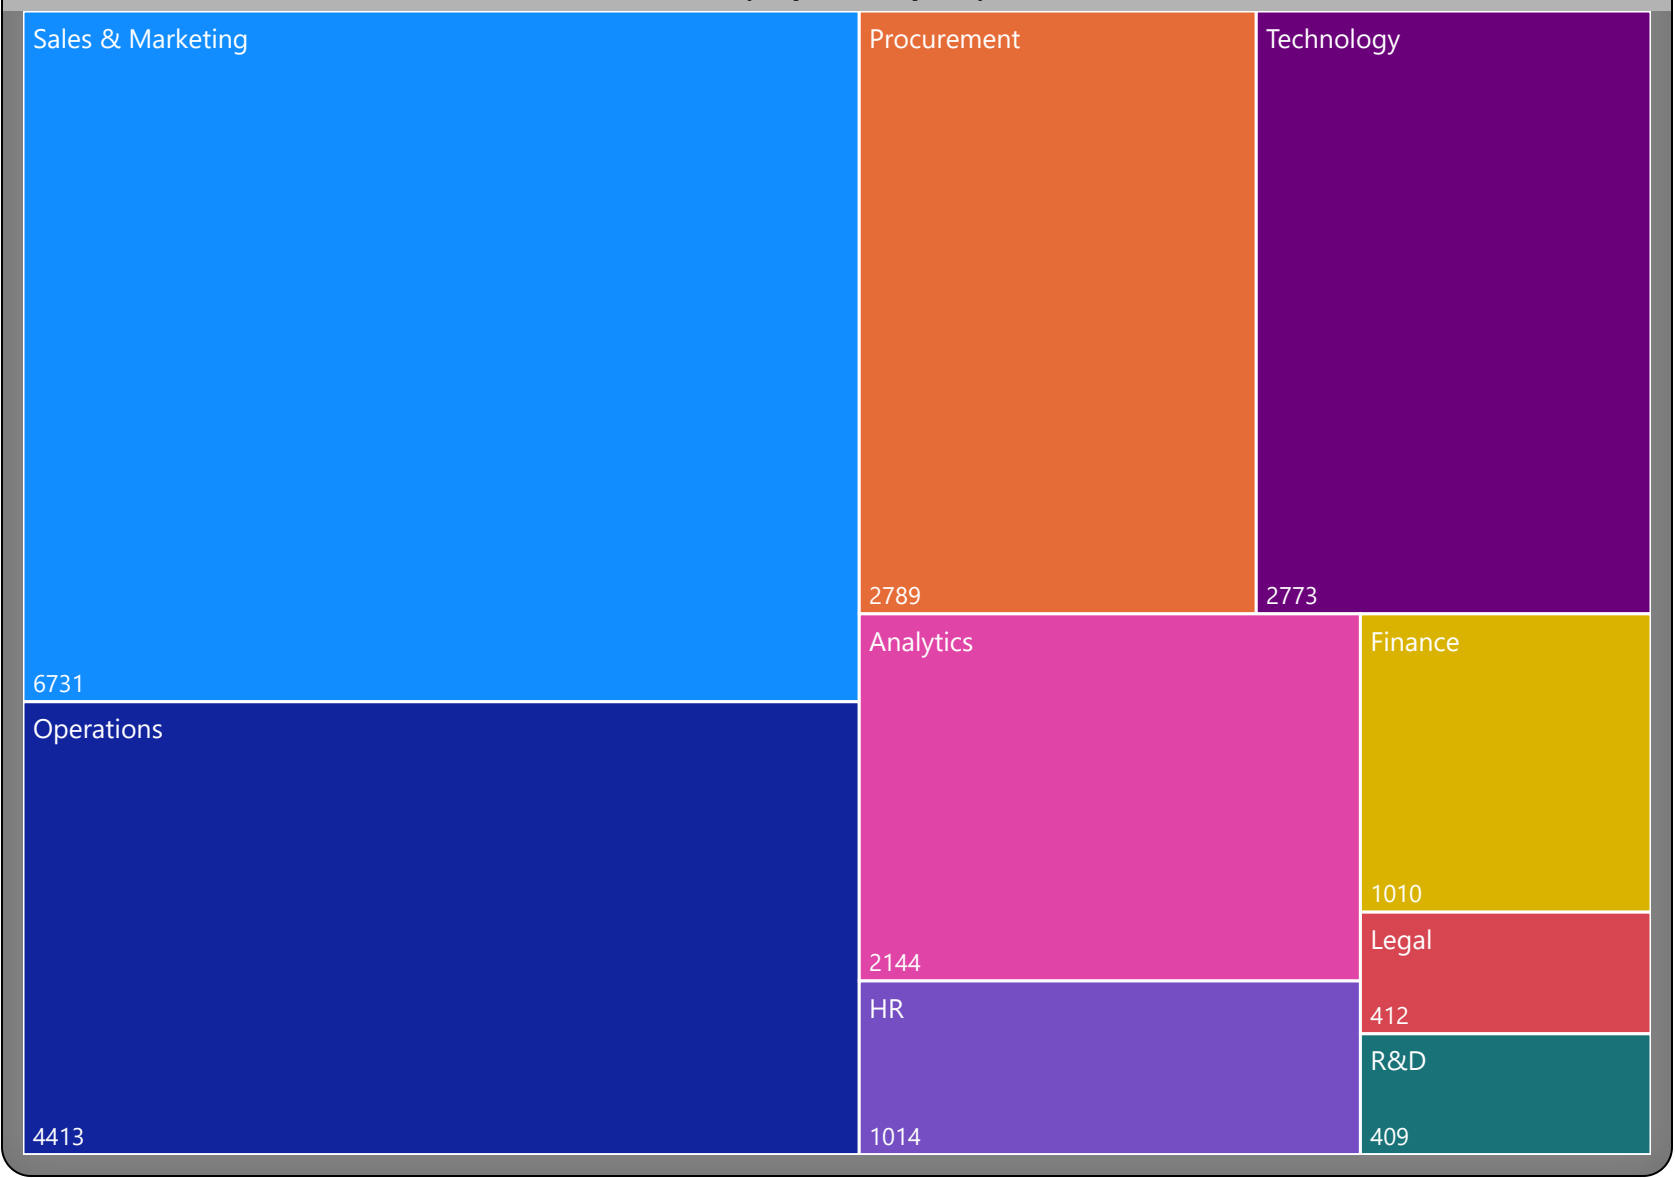 Sales & Marketing
6731
Operations
4413
Procurement
2789
Technology
2773
Analytics
2144
HR
1014
Finance
1010
Legal
412
R&D
409